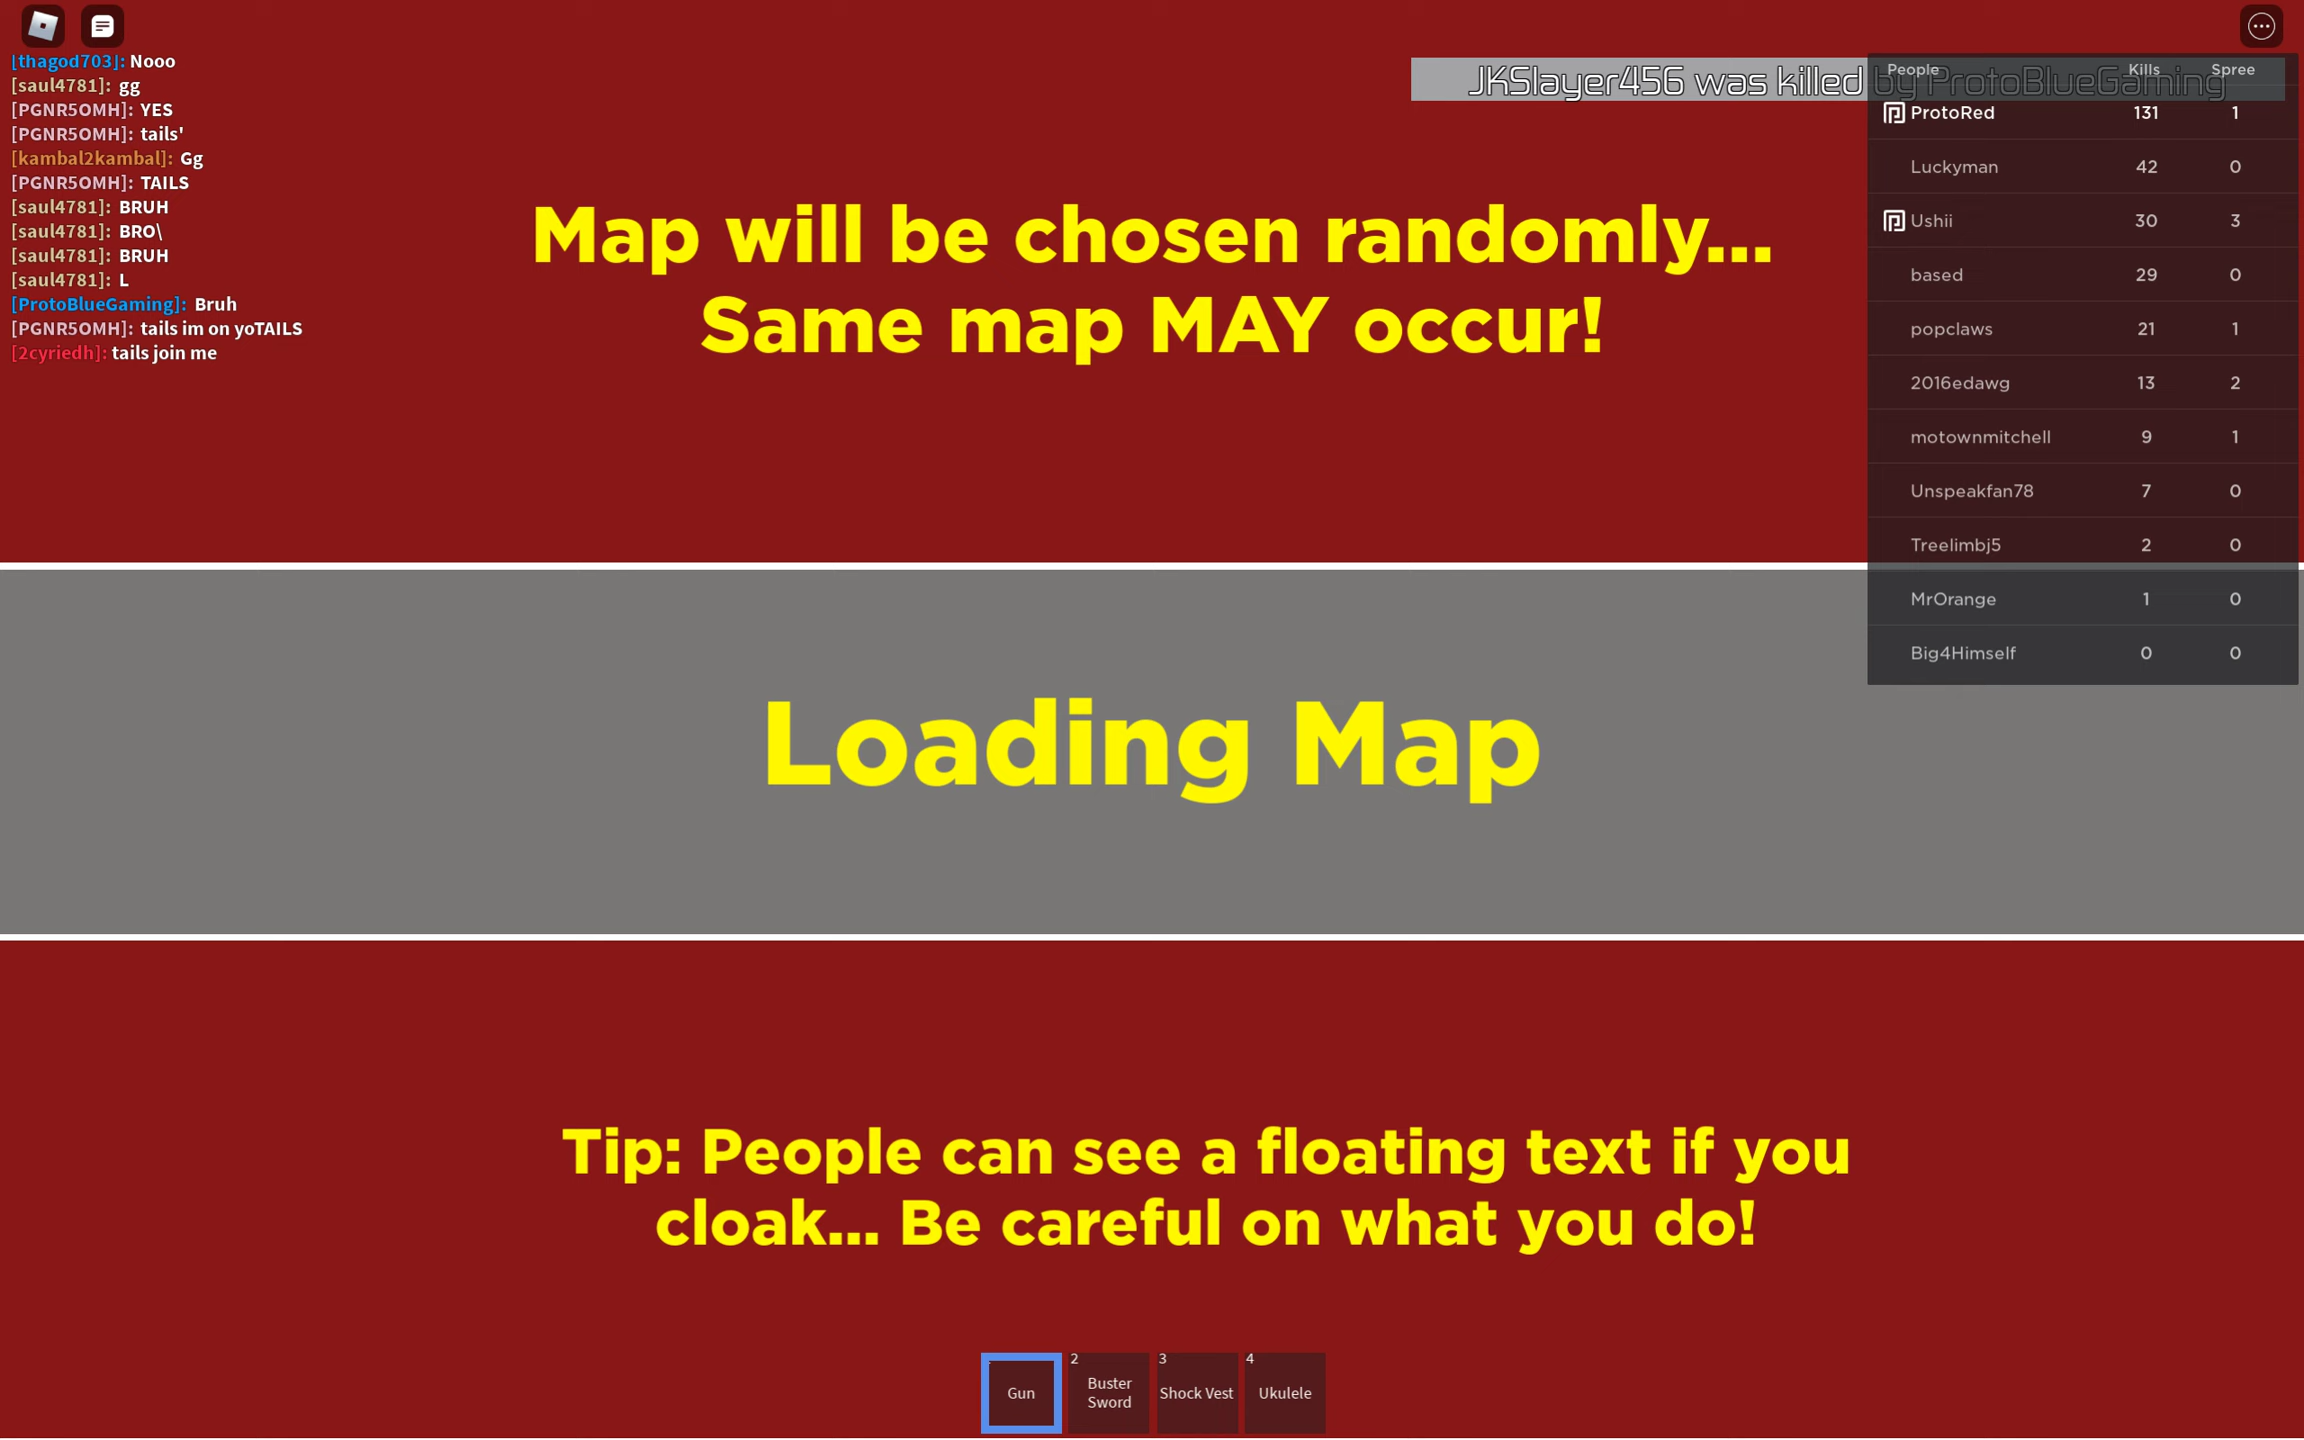 [thagod703]: Nooo
[saul4781]: gg
[PGNR5OMH]: YES
[PGNR5OMH]: tails'
[kambal2kambal]: Gg
[PGNR5OMH]: TAILS
[saul4781]: BRUH
[saul4781]: BRO\
[saul4781]: BRUH
[saul4781]: L
[ProtoBlueGaming]: Bruh
[PGNR5OMH]: tails im on yoTAILS
[2cyriedh]: tails join me
JKSlayer456 was killed by ProtoBlueGaming
People Kills Spree
ProtoRed 131 1
Luckyman 42 0
Ushii 30 3
based 29 0
popclaws 21 1
2016edawg 13 2
motownmitchell 9 1
Unspeakfan78 7 0
Treelimbj5 2 0
MrOrange 1 0
Big4Himself 0 0
Map will be chosen randomly...
Same map MAY occur!
Loading Map
Tip: People can see a floating text if you
cloak... Be careful on what you do!
Gun
2 Buster
Sword
3 Shock Vest
4 Ukulele